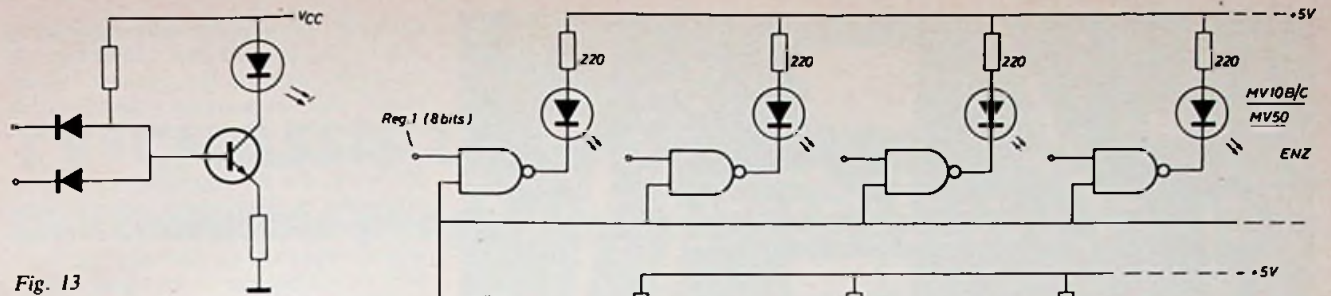 VCC
Fig. 13
+5V
220
220
220
220
MV10B/C
MV50
ENZ
Reg. 1 (8 bits)
+5V